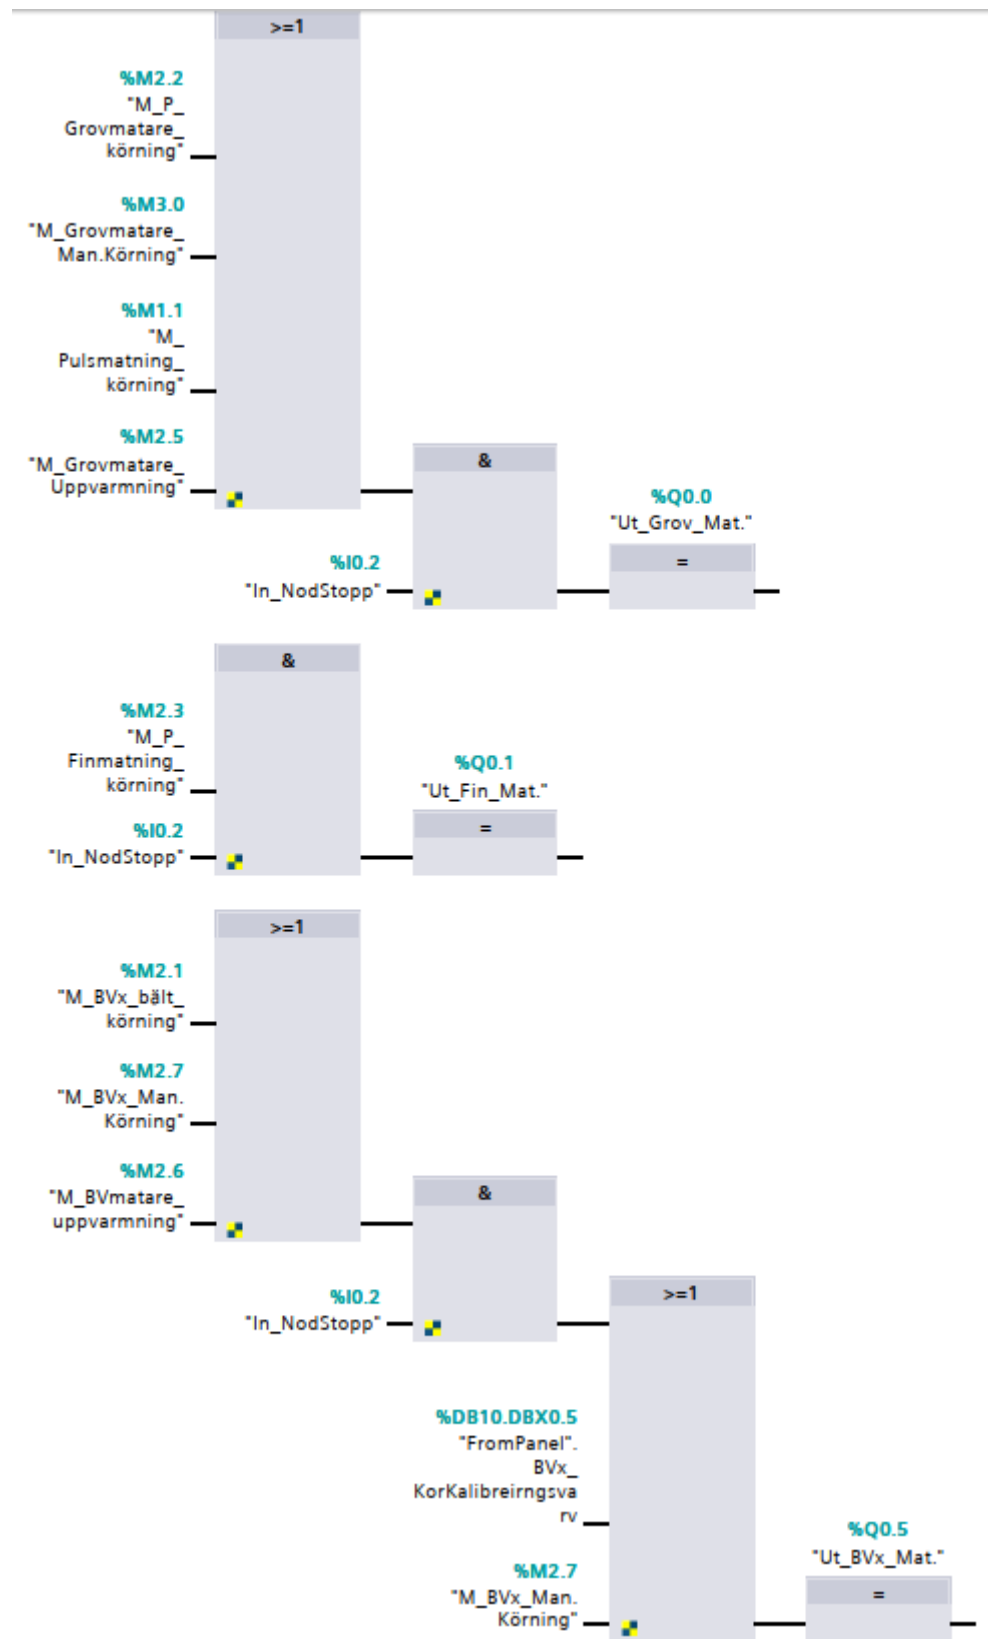 >=1
%M2.2
"M_P_
Grovmatare_
körning"
%M3.0
"M_Grovmatare_
Man.Körning"
%M1.1
"M_
Pulsmatning_
körning"
%M2.5
"M_Grovmatare_
Uppvarmning"
&
%I0.2
"In_NodStopp"
%Q0.0
"Ut_Grov_Mat."
=
&
%M2.3
"M_P_
Finmatning_
körning"
%I0.2
"In_NodStopp"
%Q0.1
"Ut_Fin_Mat."
=
>=1
%M2.1
"M_BVx_bält_
körning"
%M2.7
"M_BVx_Man.
Körning"
%M2.6
"M_BVmatare_
uppvarmning"
&
%I0.2
"In_NodStopp"
>=1
%DB10.DBX0.5
"FromPanel".
BVx_
KorKalibreirngsva
rv
%M2.7
"M_BVx_Man.
Körning"
%Q0.5
"Ut_BVx_Mat."
=